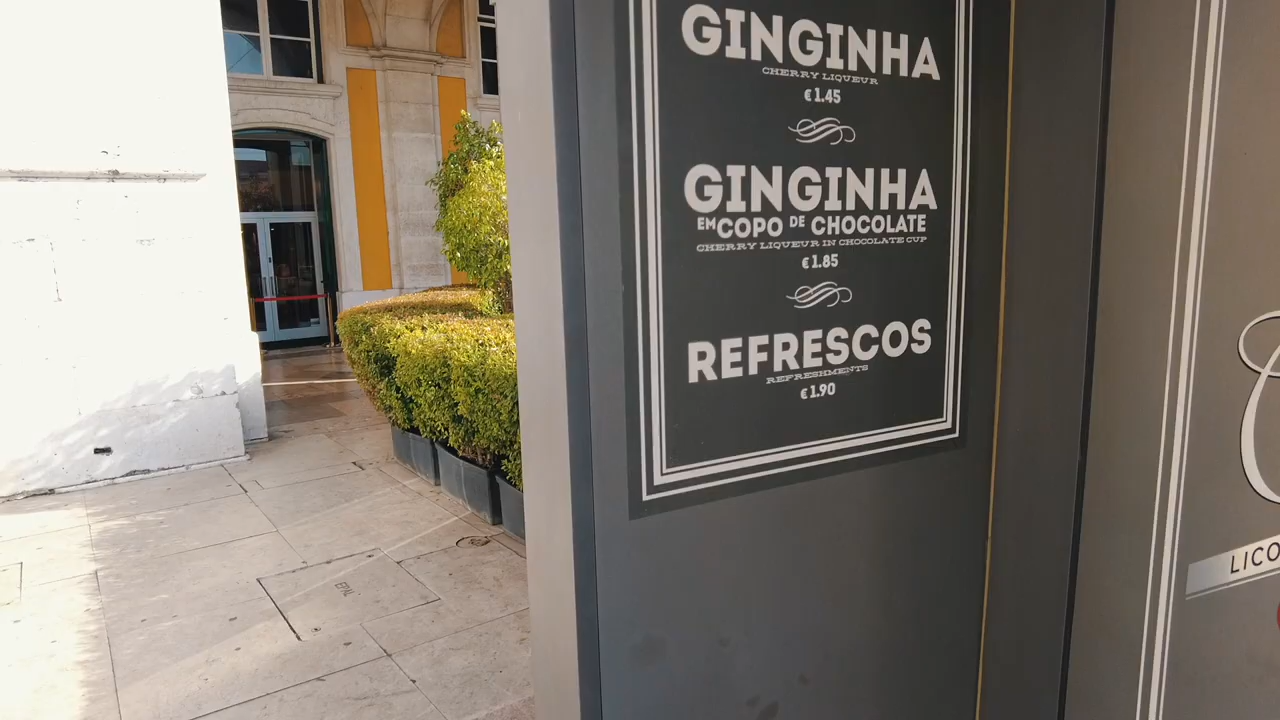 GINGINHA
CHERRY LIQUEUR
€1.45
GINGINHA
EM COPO DE CHOCOLATE
CHERRY LIQUEUR IN CHOCOLATE CUP
€1.85
REFRESCOS
REFRESHMENTS
€1.90
LICO
EPAL